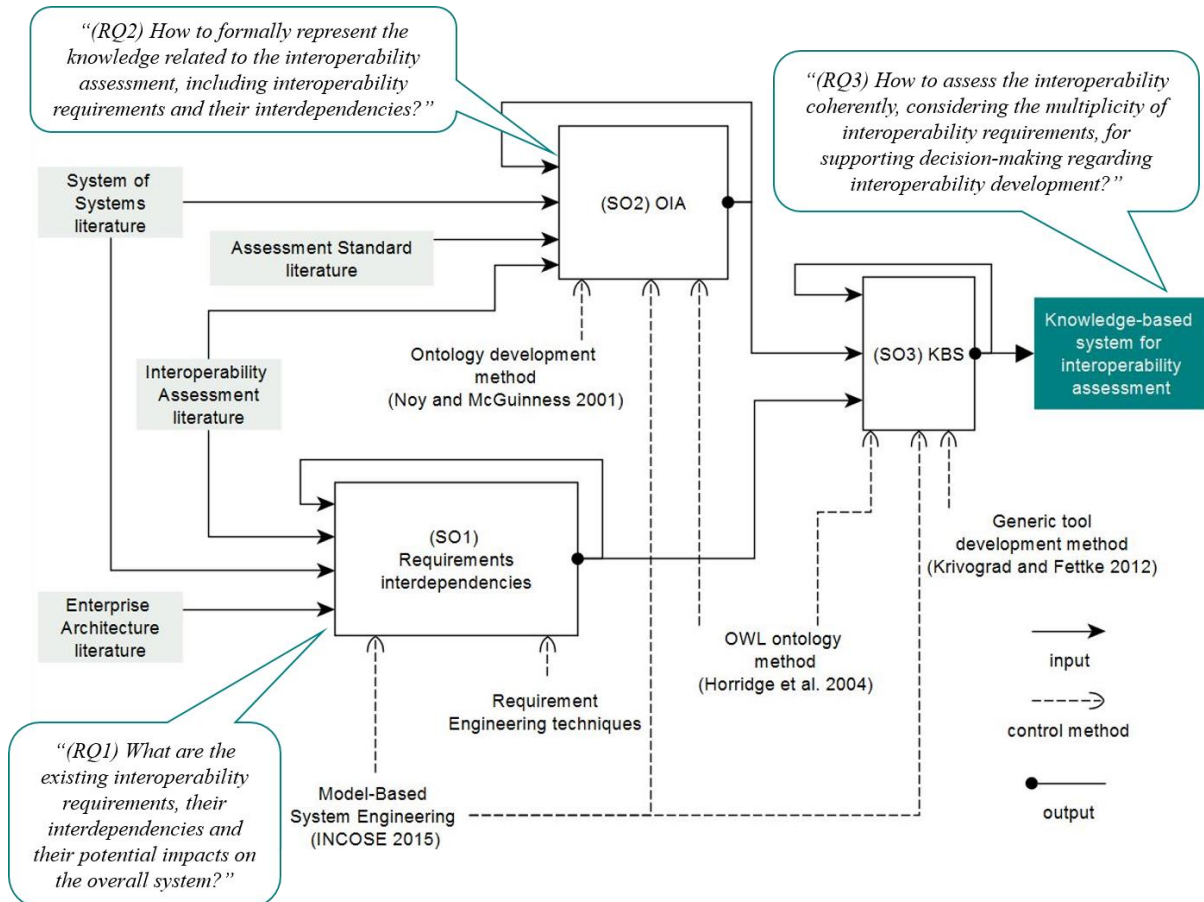 “(RQ2) How to formally represent the
knowledge related to the interoperability
assessment, including interoperability
requirements and their interdependencies?”
“(RQ3) How to assess the interoperability
coherently, considering the multiplicity of
interoperability requirements, for
supporting decision-making regarding
interoperability development?”
System of
Systems
literature
(SO2) OIA
Assessment Standard
literature
Knowledge-based
system for
interoperability
assessment
(SO3) KBS
Ontology development
method
(Noy and McGuinness 2001)
Interoperability
Assessment
literature
(SO1)
Requirements
interdependencies
Generic tool
development method
(Krivograd and Fettke 2012)
Enterprise
Architecture
literature
OWL ontology
method
(Horridge et al. 2004)
input
Requirement
Engineering techniques
control method
“(RQ1) What are the
existing interoperability
requirements, their
interdependencies and
their potential impacts on
the overall system?”
Model-Based
System Engineering
(INCOSE 2015)
output